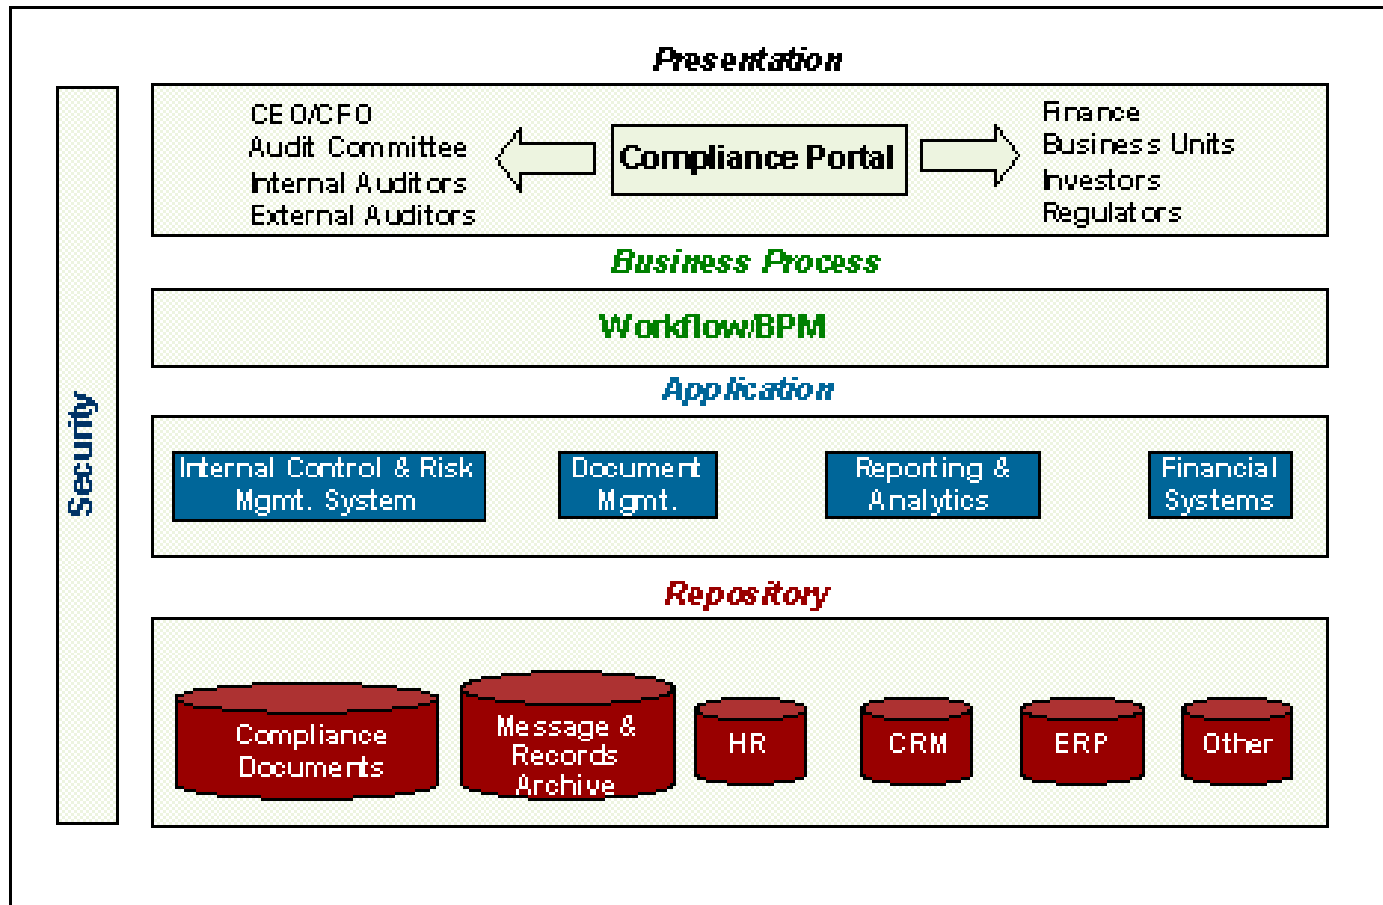 Presentation
CEO/CFO
Audit Committee
Internal Auditors
External Auditors
Compliance Portal
Finance
Business Units
Investors
Regulators
Business Process
Workflow/BPM
Application
Internal Control & Risk
Mgmt. System
Document
Mgmt.
Reporting &
Analytics
Financial
Systems
Repository
Compliance
Documents
Message &
Records
Archive
HR
CRM
ERP
Other
Security